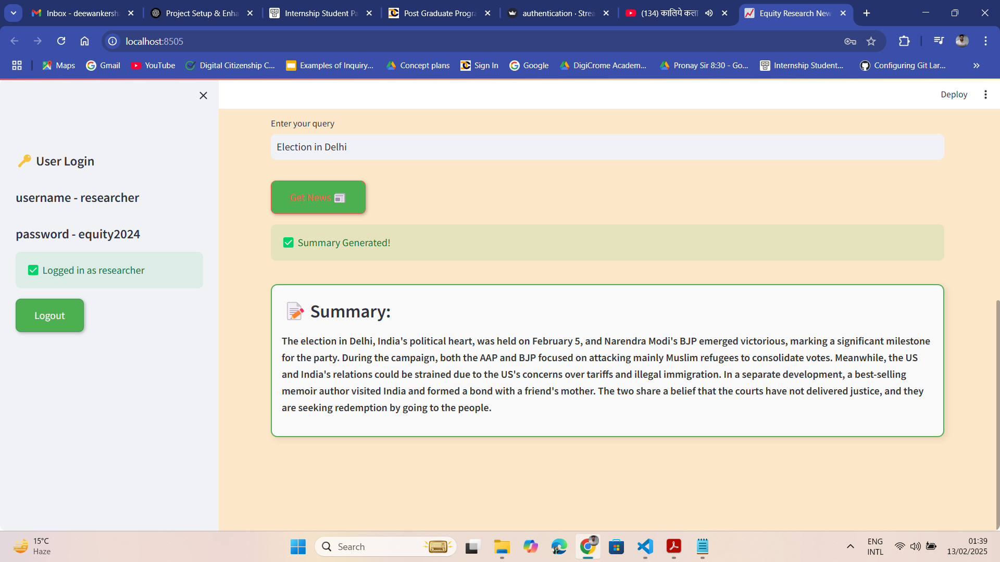 Inbox - deewankersh
Project Setup & Enha
Internship Student Pa
Post Graduate Progra
authentication · Strea
(134) कालिये कला
Equity Research New
localhost:8505
Maps
Gmail
YouTube
Digital Citizenship C...
Examples of Inquiry...
Concept plans
Sign In
Google
DigiCrome Academ...
Pronay Sir 8:30 - Go...
Internship Student...
Configuring Git Lar...
Deploy
User Login
username - researcher
password - equity2024
Logged in as researcher
Logout
Enter your query
Election in Delhi
Get News
Summary Generated!
Summary:
The election in Delhi, India's political heart, was held on February 5, and Narendra Modi's BJP emerged victorious, marking a significant milestone
for the party. During the campaign, both the AAP and BJP focused on attacking mainly Muslim refugees to consolidate votes. Meanwhile, the US
and India's relations could be strained due to the US's concerns over tariffs and illegal immigration. In a separate development, a best-selling
memoir author visited India and formed a bond with a friend's mother. The two share a belief that the courts have not delivered justice, and they
are seeking redemption by going to the people.
15°C
Haze
Search
ENG
INTL
01:39
13/02/2025